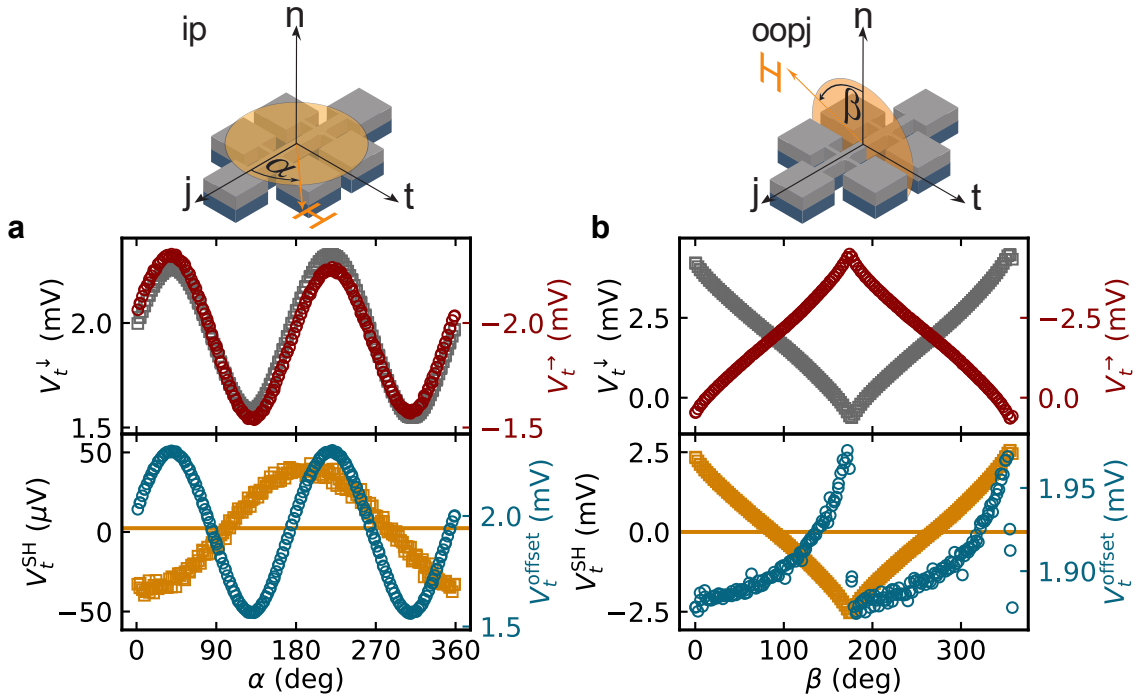 ip
n
j
α
H
t
oopj
n
H
β
j
t
a
V_t^↓ (mV)
2.0
1.5
−2.0
−1.5
V_t^→ (mV)
V_t^SH (μV)
50
0
−50
2.0
1.5
V_t^offset (mV)
0 90 180 270 360
α (deg)
b
V_t^↓ (mV)
2.5
0.0
−2.5
0.0
V_t^→ (mV)
V_t^SH (mV)
2.5
0.0
−2.5
1.95
1.90
V_t^offset (mV)
0 100 200 300
β (deg)